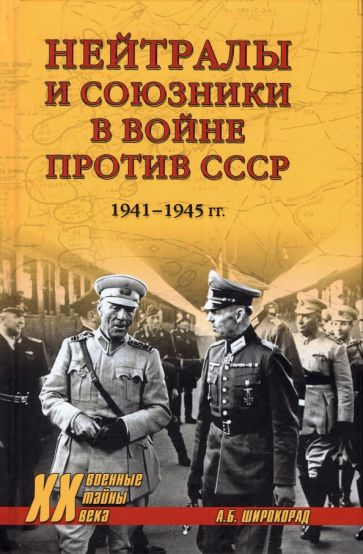 НЕЙТРАЛЫ
И СОЮЗНИКИ
В ВОЙНЕ
ПРОТИВ СССР
1941–1945 гг.
XX
военные
тайны
века
А.Б. ШИРОКОРАД